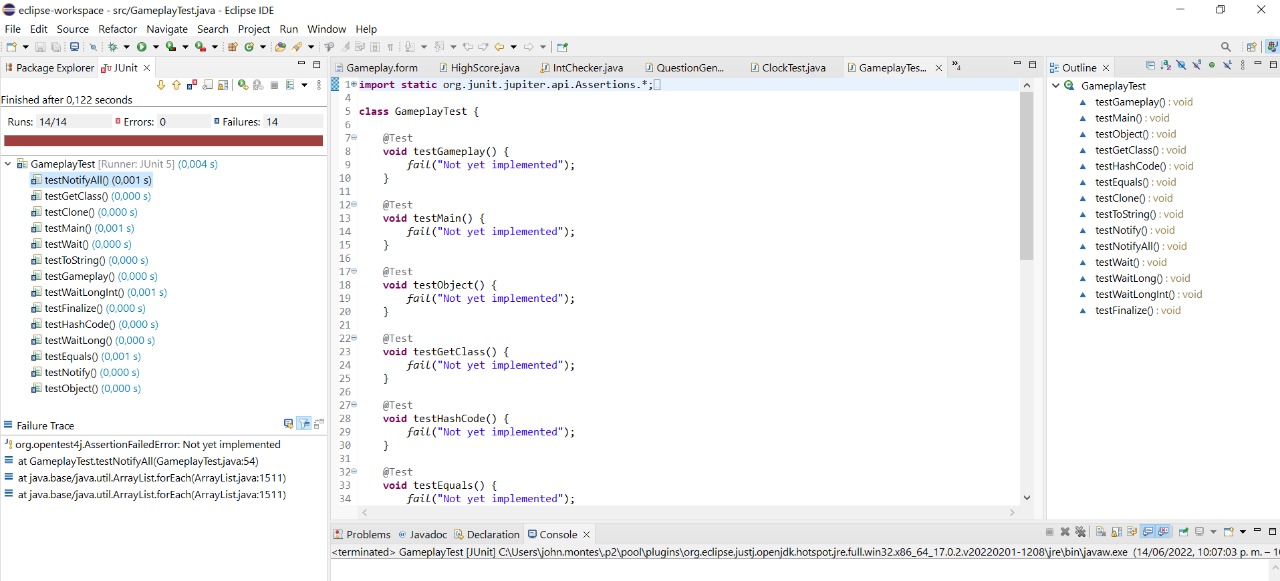 eclipse-workspace - src/GameplayTest.java - Eclipse IDE
File Edit Source Refactor Navigate Search Project Run Window Help
Package Explorer JUnit
Finished after 0,122 seconds
Runs: 14/14 Errors: 0 Failures: 14
GameplayTest [Runner: JUnit 5] (0,004 s)
testNotifyAll() (0,001 s)
testGetClass() (0,000 s)
testClone() (0,000 s)
testMain() (0,001 s)
testWait() (0,000 s)
testToString() (0,000 s)
testGameplay() (0,000 s)
testWaitLongInt() (0,001 s)
testFinalize() (0,000 s)
testHashCode() (0,000 s)
testWaitLong() (0,000 s)
testEquals() (0,001 s)
testNotify() (0,000 s)
testObject() (0,000 s)
Failure Trace
org.opentest4j.AssertionFailedError: Not yet implemented
at GameplayTest.testNotifyAll(GameplayTest.java:54)
at java.base/java.util.ArrayList.forEach(ArrayList.java:1511)
at java.base/java.util.ArrayList.forEach(ArrayList.java:1511)
Gameplay.form HighScore.java IntChecker.java QuestionGen... ClockTest.java GameplayTes... »4
1 import static org.junit.jupiter.api.Assertions.*;
4
5 class GameplayTest {
6
7 @Test
8 void testGameplay() {
9 fail("Not yet implemented");
10 }
11
12 @Test
13 void testMain() {
14 fail("Not yet implemented");
15 }
16
17 @Test
18 void testObject() {
19 fail("Not yet implemented");
20 }
21
22 @Test
23 void testGetClass() {
24 fail("Not yet implemented");
25 }
26
27 @Test
28 void testHashCode() {
29 fail("Not yet implemented");
30 }
31
32 @Test
33 void testEquals() {
34 fail("Not yet implemented");
Problems Javadoc Declaration Console
<terminated> GameplayTest [JUnit] C:\Users\john.montes\.p2\pool\plugins\org.eclipse.justj.openjdk.hotspot.jre.full.win32.x86_64_17.0.2.v20220201-1208\jre\bin\javaw.exe (14/06/2022, 10:07:03 p. m. – 1
Outline
GameplayTest
testGameplay() : void
testMain() : void
testObject() : void
testGetClass() : void
testHashCode() : void
testEquals() : void
testClone() : void
testToString() : void
testNotify() : void
testNotifyAll() : void
testWait() : void
testWaitLong() : void
testWaitLongInt() : void
testFinalize() : void